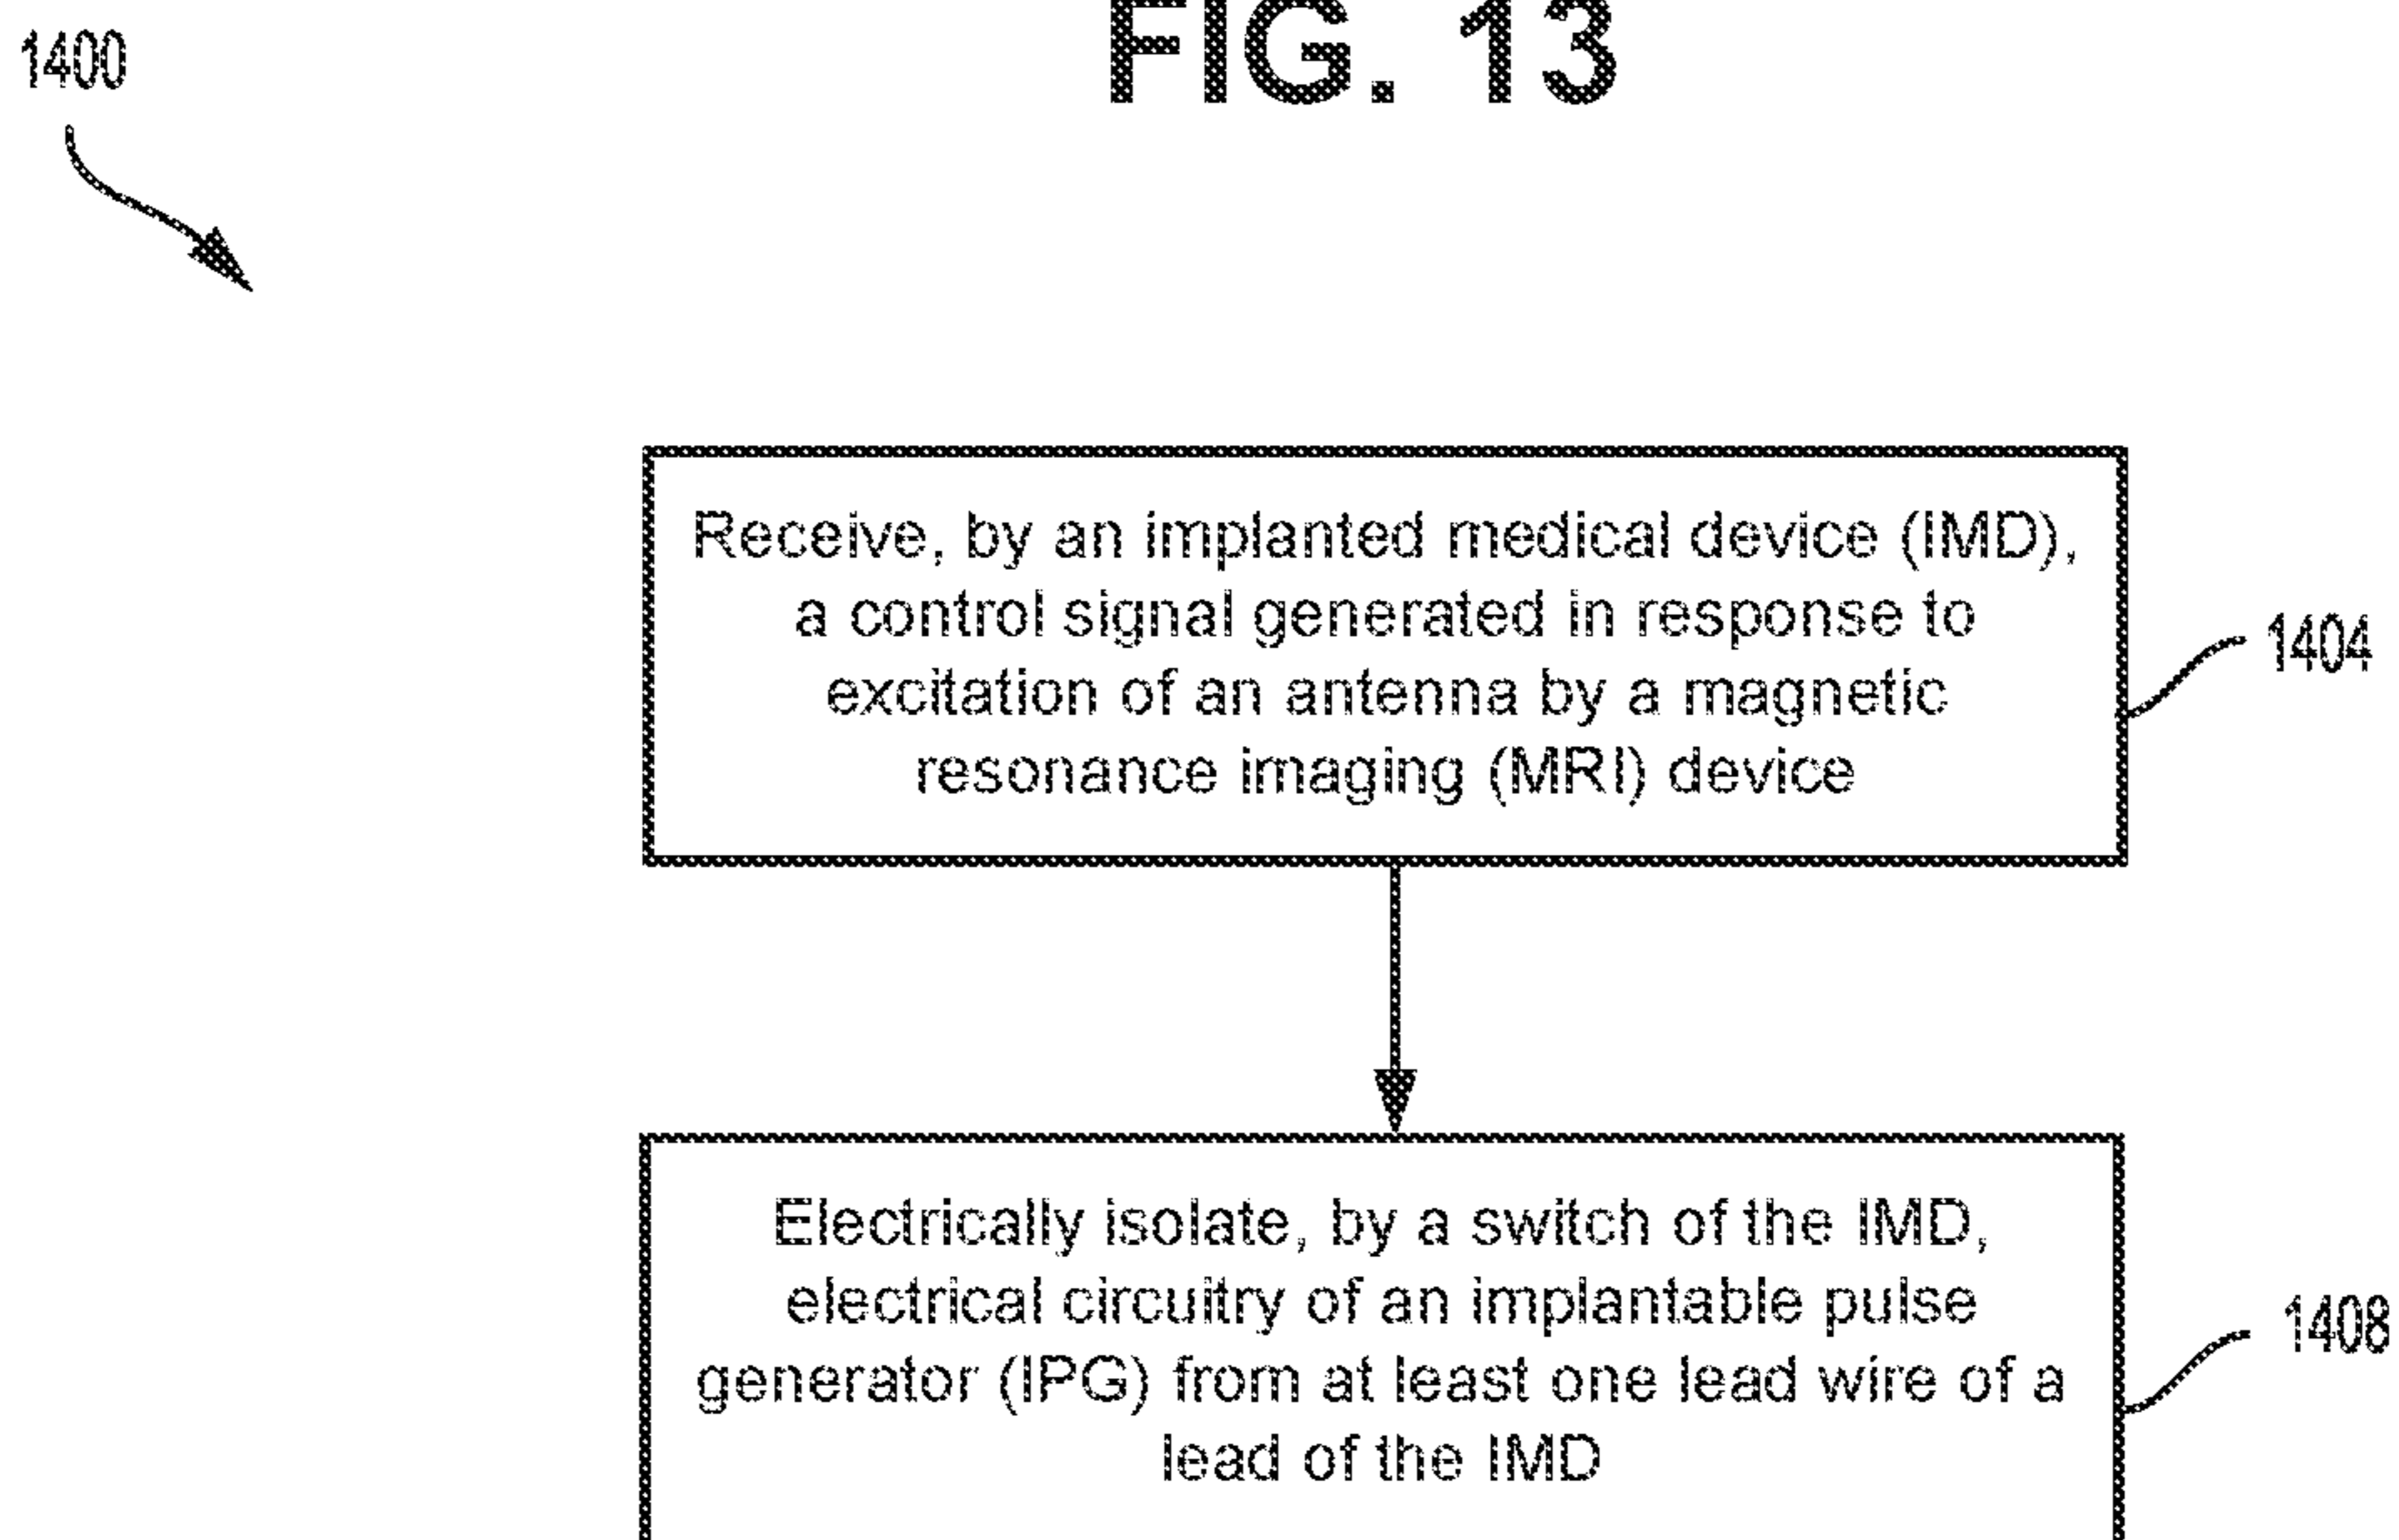 FIG. 13
1400
Receive, by an implanted medical device (IMD),
a control signal generated in response to
excitation of an antenna by a magnetic
resonance imaging (MRI) device
1404
Electrically isolate, by a switch of the IMD,
electrical circuitry of an implantable pulse
generator (IPG) from at least one lead wire of a
lead of the IMD
1408